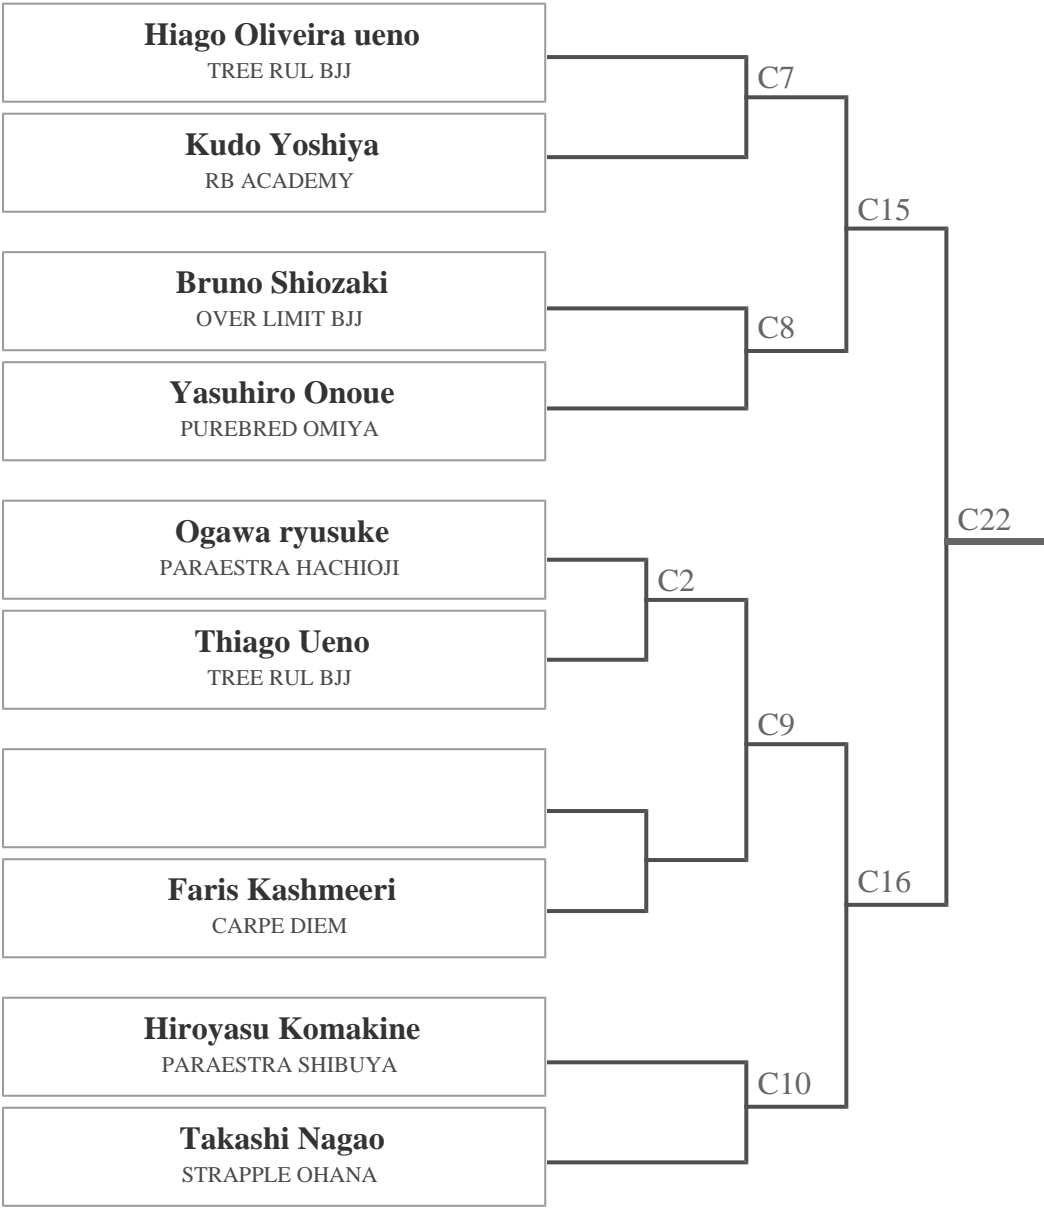 Hiago Oliveira ueno
TREE RUL BJJ
C7
Kudo Yoshiya
RB ACADEMY
C15
Bruno Shiozaki
OVER LIMIT BJJ
C8
Yasuhiro Onoue
PUREBRED OMIYA
Ogawa ryusuke
C22
PARAESTRA HACHIOJI
C2
Thiago Ueno
TREE RUL BJJ
C9
Faris Kashmeeri
C16
CARPE DIEM
Hiroyasu Komakine
PARAESTRA SHIBUYA
C10
Takashi Nagao
STRAPPLE OHANA